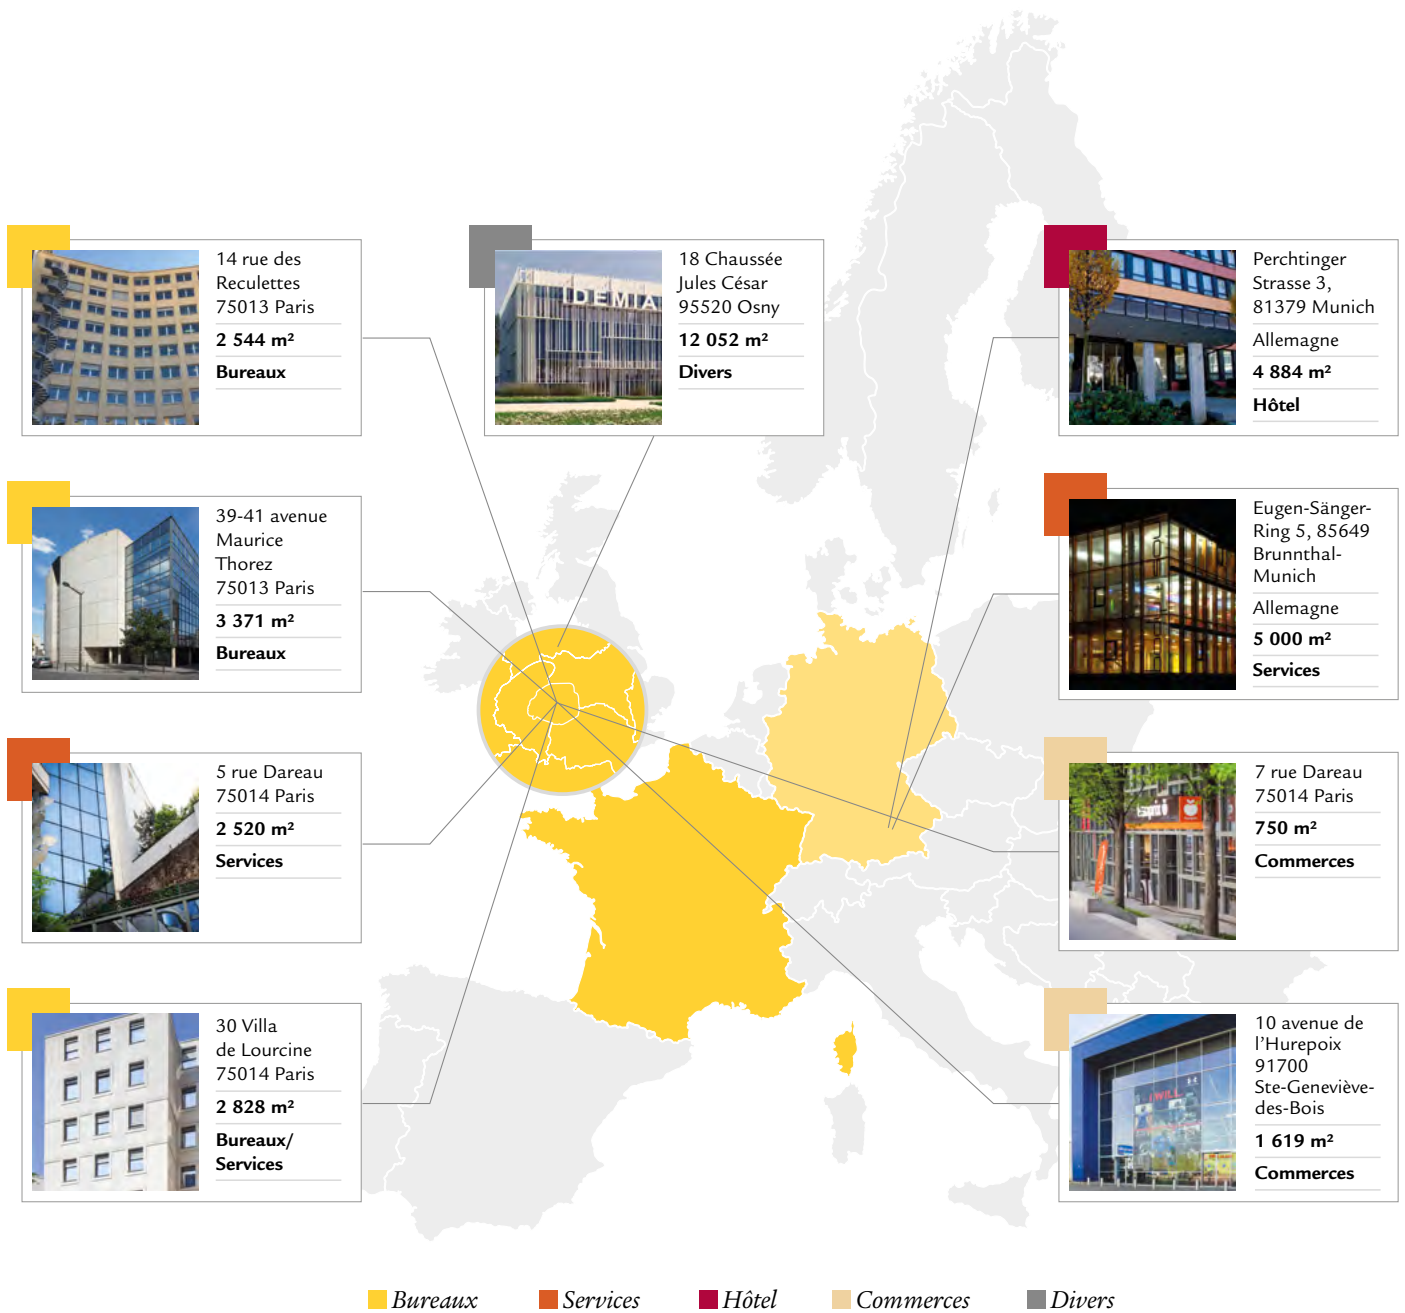 14 rue des
Reculettes
75013 Paris
2 544 m²
Bureaux
IDEMIA
18 Chaussée
Jules César
95520 Osny
12 052 m²
Divers
Perchtinger
Strasse 3,
81379 Munich
Allemagne
4 884 m²
Hôtel
39-41 avenue
Maurice
Thorez
75013 Paris
3 371 m²
Bureaux
Eugen-Sänger-
Ring 5, 85649
Brunnthal-
Munich
Allemagne
5 000 m²
Services
5 rue Dareau
75014 Paris
2 520 m²
Services
7 rue Dareau
75014 Paris
750 m²
Commerces
30 Villa
de Lourcine
75014 Paris
2 828 m²
Bureaux/
Services
I WILL.
10 avenue de
l’Hurepoix
91700
Ste-Geneviève-
des-Bois
1 619 m²
Commerces
Bureaux
Services
Hôtel
Commerces
Divers